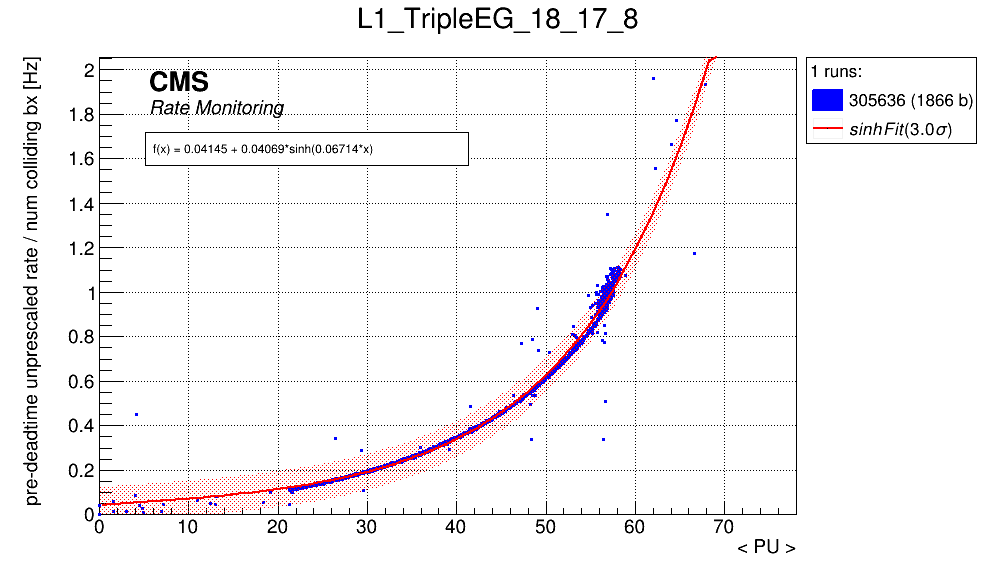 L1_TripleEG_18_17_8
pre-deadtime unprescaled rate / num colliding bx [Hz]
CMS
Rate Monitoring
f(x) = 0.04145 + 0.04069*sinh(0.06714*x)
1 runs:
305636 (1866 b)
sinhFit(3.0σ)
2
1.8
1.6
1.4
1.2
1
0.8
0.6
0.4
0.2
0
0 10 20 30 40 50 60 70
< PU >